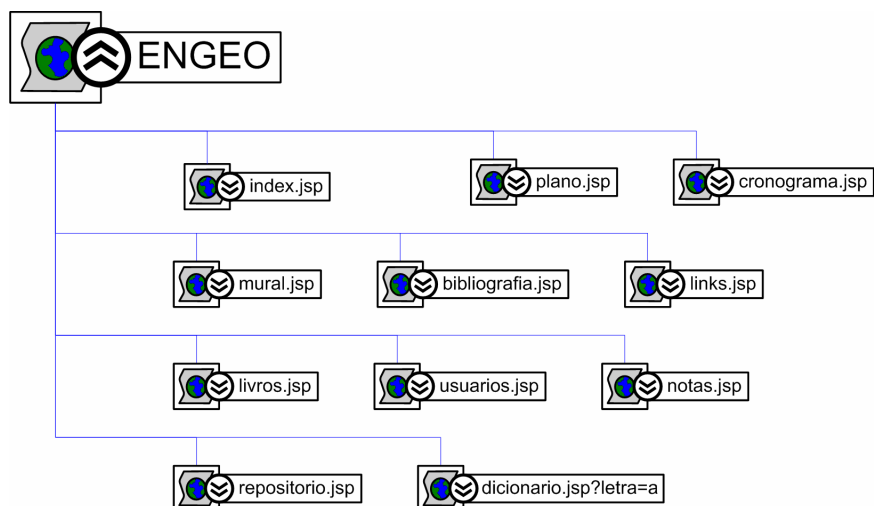 ENGEO
index.jsp
plano.jsp
cronograma.jsp
mural.jsp
bibliografia.jsp
links.jsp
livros.jsp
usuarios.jsp
notas.jsp
repositorio.jsp
dicionario.jsp?letra=a